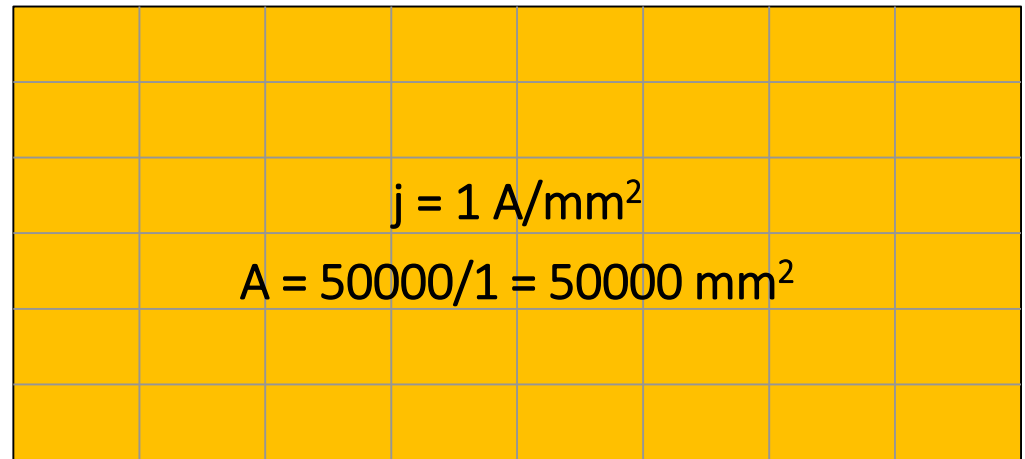 j = 1 A/mm²
A = 50000/1 = 50000 mm²